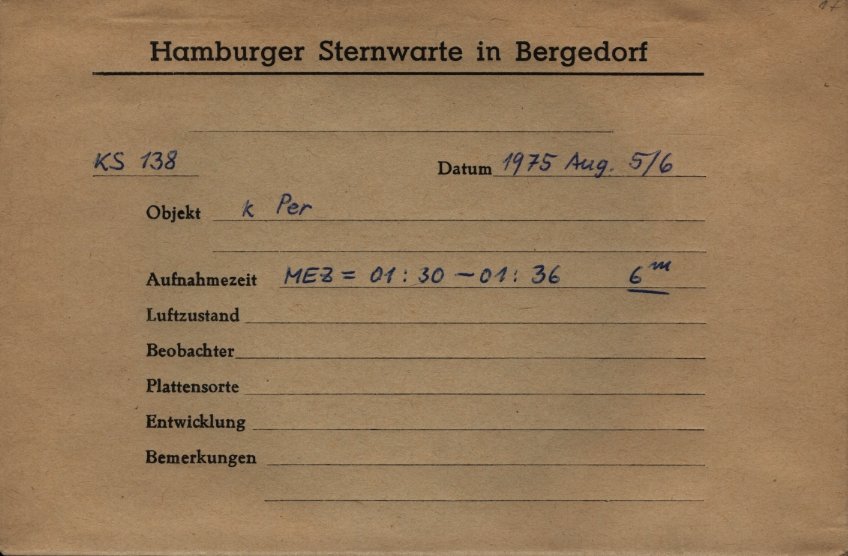 Hamburger Sternwarte in Bergedorf
KS 138 Datum 1975 Aug. 5/6
Objekt k Per
Aufnahmezeit MEZ = 01:30 – 01:36 6ᵐ
Luftzustand
Beobachter
Plattensorte
Entwicklung
Bemerkungen